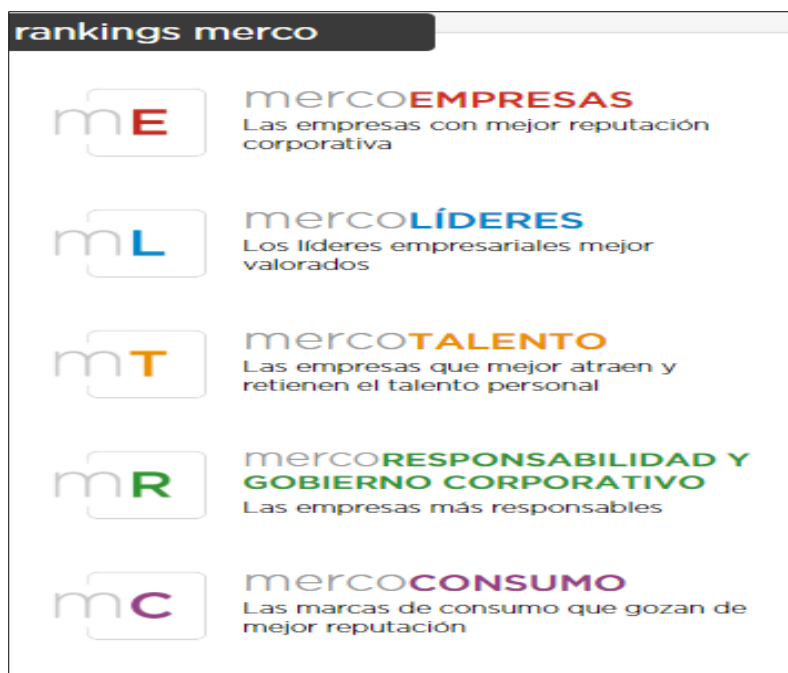 rankings merco
mE
mercoEMPRESAS
Las empresas con mejor reputación
corporativa
mL
mercoLÍDERES
Los líderes empresariales mejor
valorados
mT
mercoTALENTO
Las empresas que mejor atraen y
retienen el talento personal
mR
mercoRESPONSABILIDAD Y
GOBIERNO CORPORATIVO
Las empresas más responsables
mC
mercoCONSUMO
Las marcas de consumo que gozan de
mejor reputación